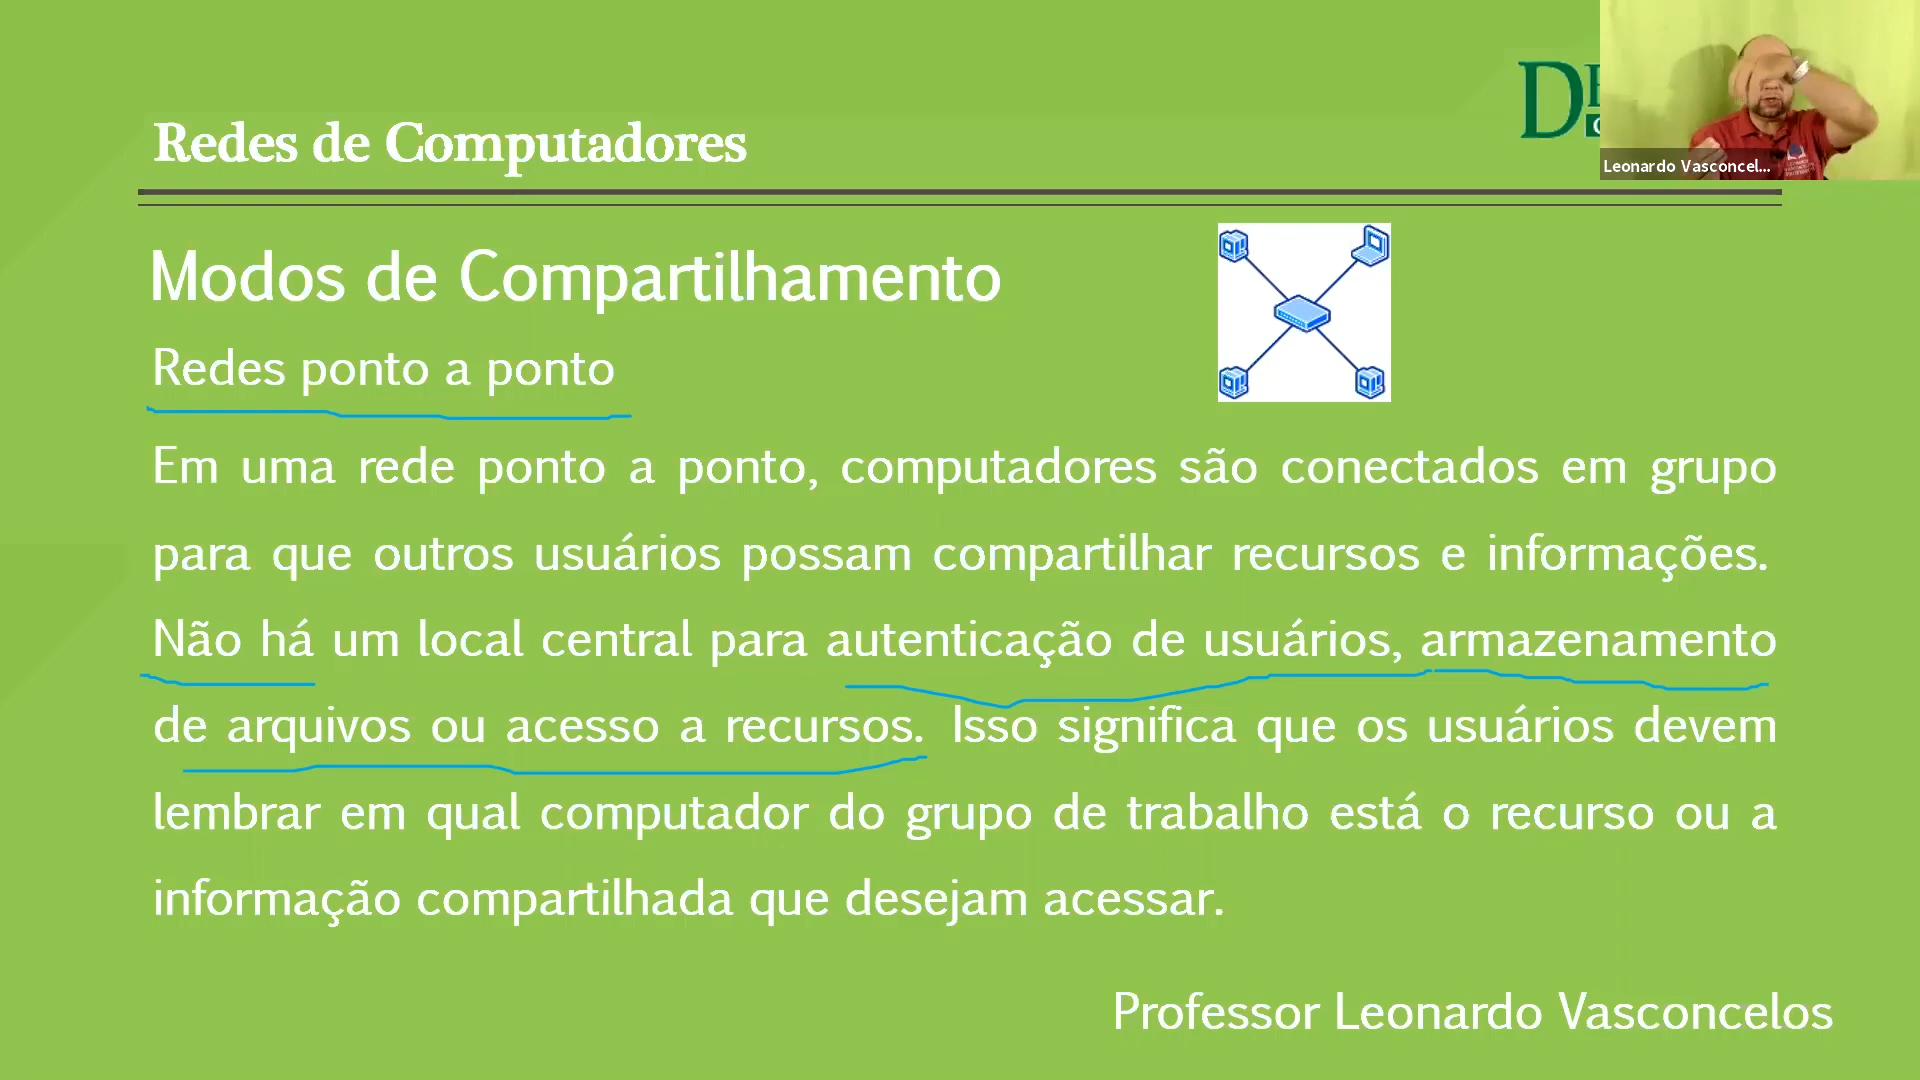 Redes de Computadores
D
Leonardo Vasconcel...
Modos de Compartilhamento
Redes ponto a ponto
Em uma rede ponto a ponto, computadores são conectados em grupo
para que outros usuários possam compartilhar recursos e informações.
Não há um local central para autenticação de usuários, armazenamento
de arquivos ou acesso a recursos. Isso significa que os usuários devem
lembrar em qual computador do grupo de trabalho está o recurso ou a
informação compartilhada que desejam acessar.
Professor Leonardo Vasconcelos